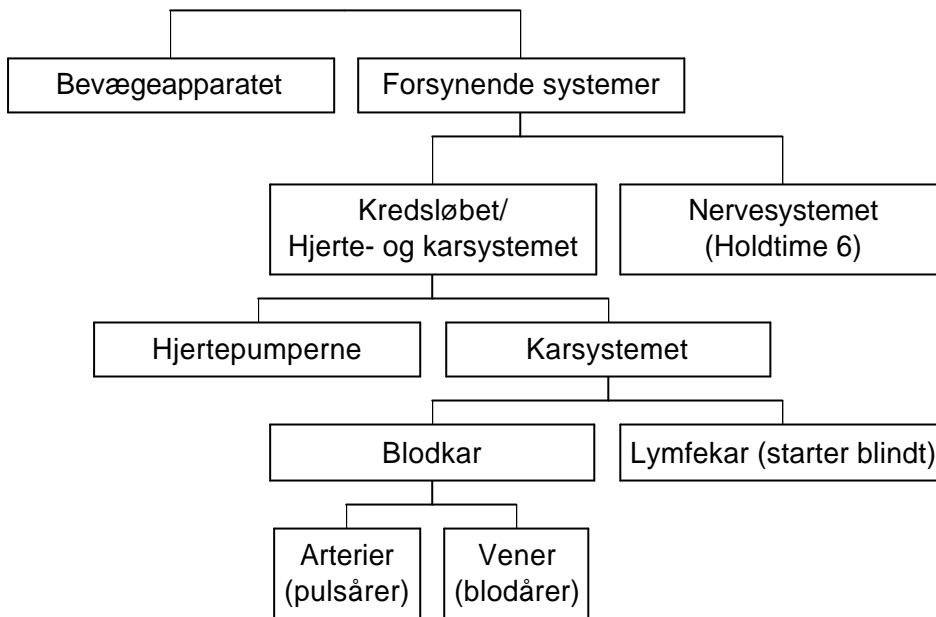 Bevægeapparatet
Forsynende systemer
Kredsløbet/
Hjerte- og karsystemet
Nervesystemet
(Holdtime 6)
Hjertepumperne
Karsystemet
Blodkar
Lymfekar (starter blindt)
Arterier
(pulsårer)
Vener
(blodårer)